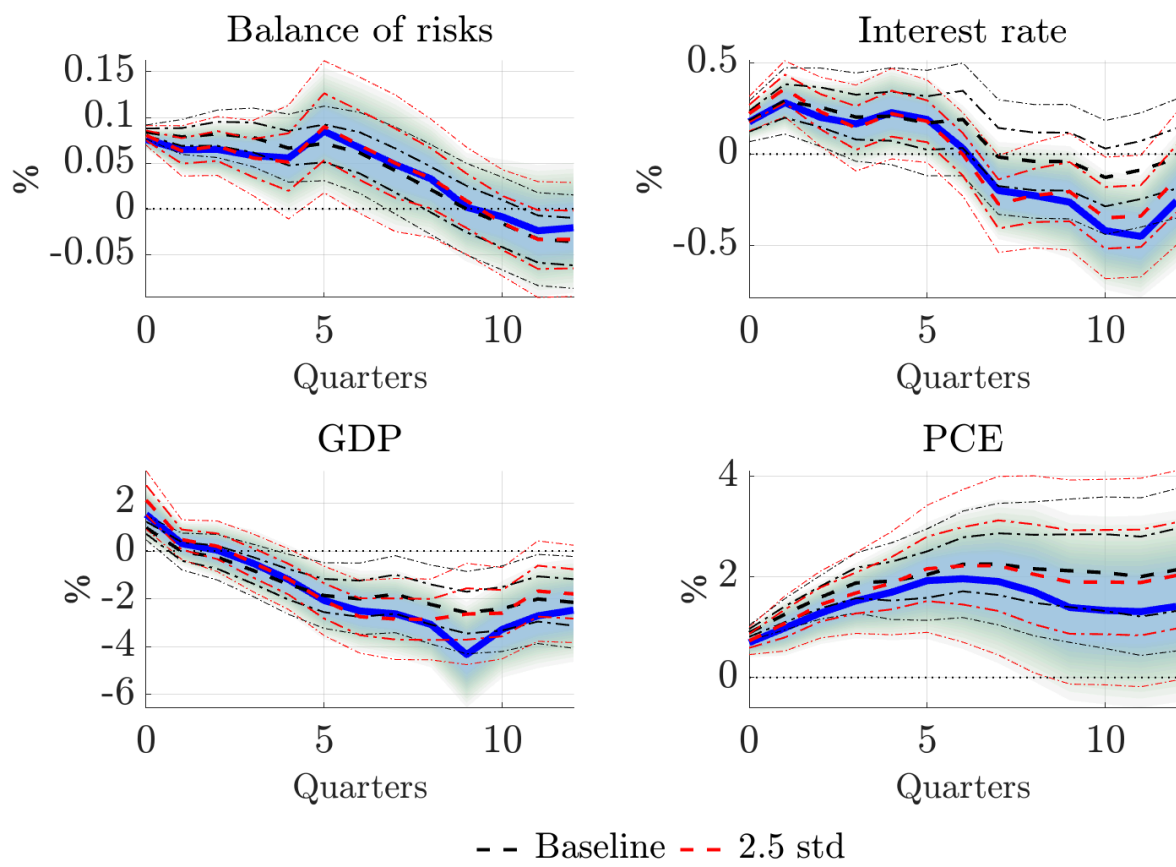 Balance of risks
0.15
0.1
0.05
0
-0.05
%
0 5 10
Quarters
Interest rate
0.5
0
-0.5
%
0 5 10
Quarters
GDP
2
0
-2
-4
-6
%
0 5 10
Quarters
PCE
4
2
0
%
0 5 10
Quarters
Baseline 2.5 std